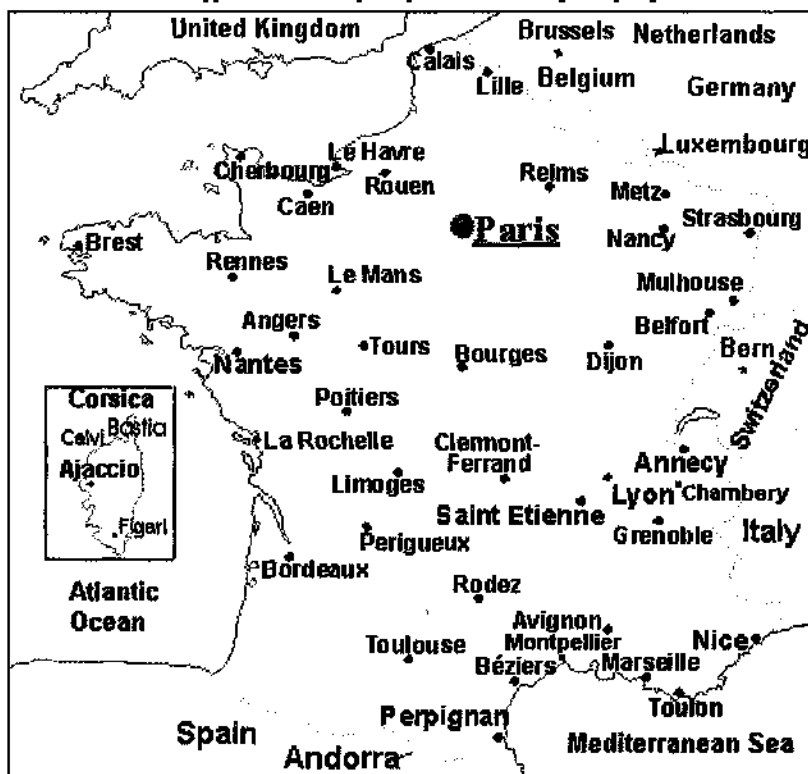 United Kingdom
Brussels
Netherlands
Calais
Lille
Belgium
Germany
Luxembourg
Le Havre
Cherbourg
Rouen
Reims
Metz
Caen
Paris
Strasbourg
Nancy
Brest
Rennes
Le Mans
Mulhouse
Angers
Belfort
Tours
Bourges
Dijon
Bern
Nantes
Switzerland
Corsica
Poitiers
Calvi
Bastia
La Rochelle
Clermont-
Ferrand
Annecy
Ajaccio
Limoges
Lyon
Chambery
Saint Etienne
Figari
Perigueux
Grenoble
Italy
Bordeaux
Atlantic
Ocean
Rodez
Avignon
Toulouse
Montpellier
Nice
Béziers
Marseille
Toulon
Perpignan
Spain
Andorra
Mediterranean Sea